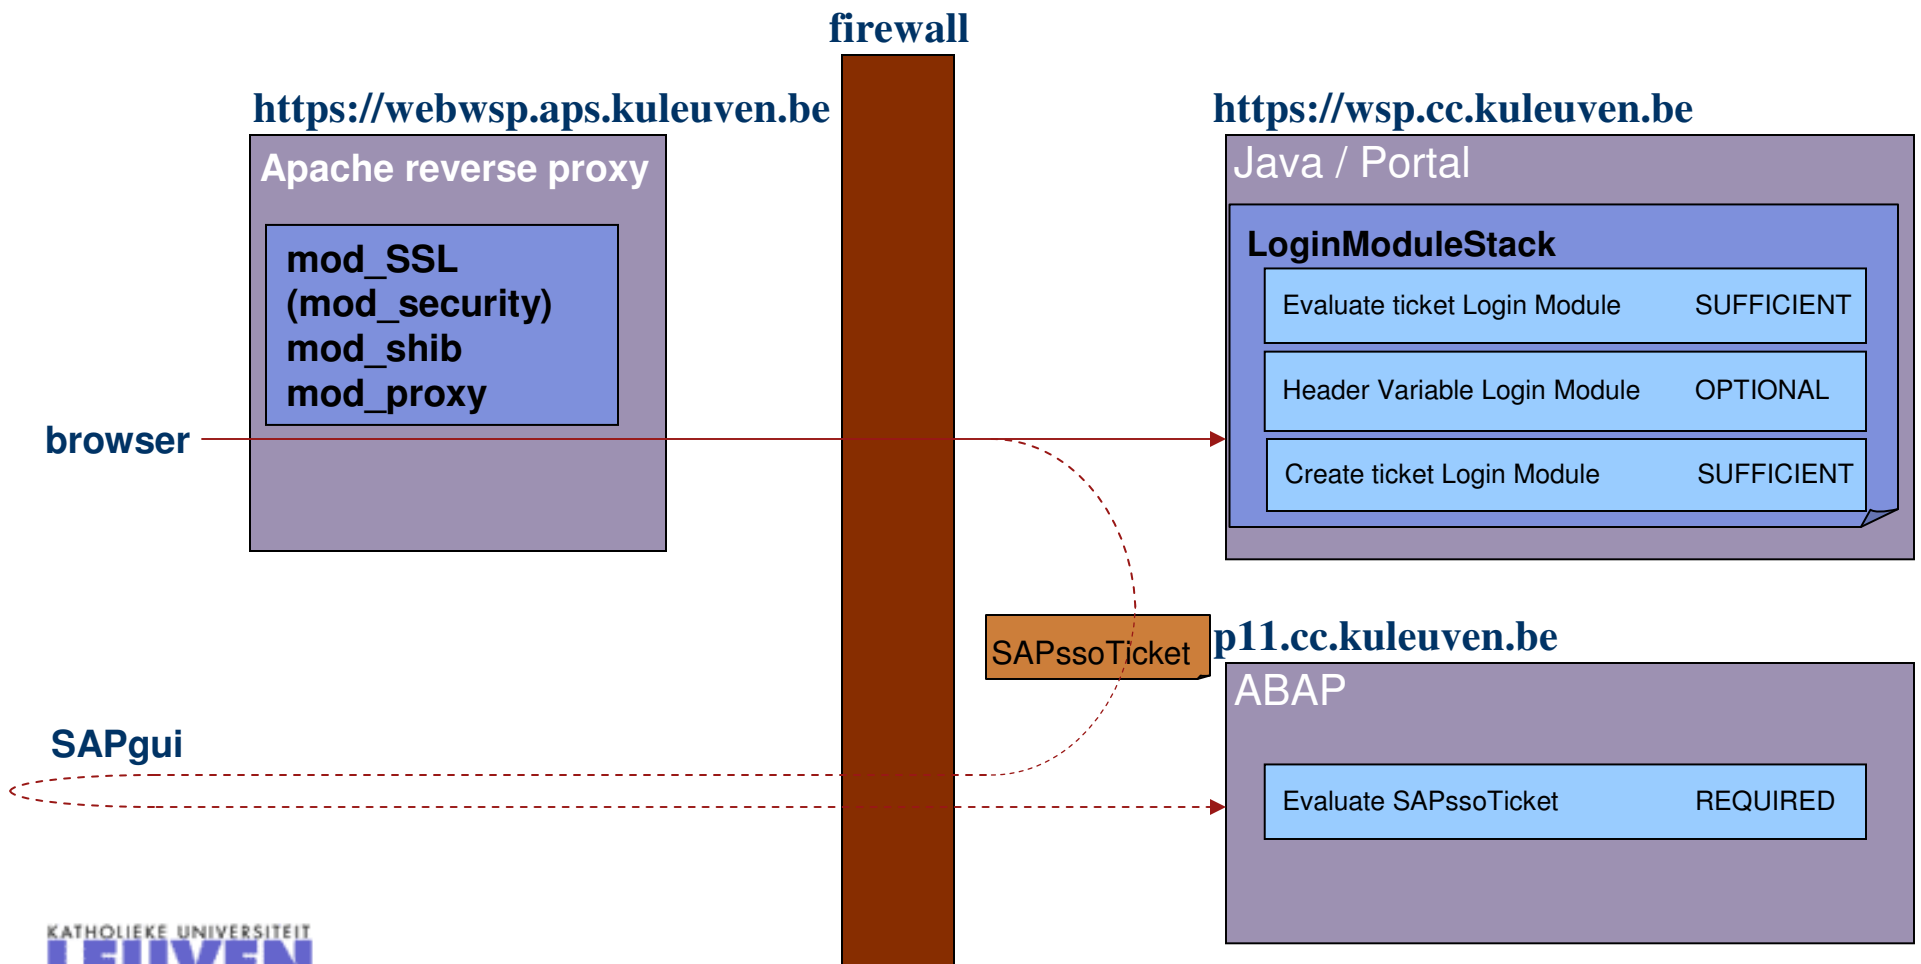 firewall
https://webwsp.aps.kuleuven.be
https://wsp.cc.kuleuven.be
Apache reverse proxy
mod_SSL
(mod_security)
mod_shib
mod_proxy
Java / Portal
LoginModuleStack
Evaluate ticket Login Module SUFFICIENT
Header Variable Login Module OPTIONAL
Create ticket Login Module SUFFICIENT
browser
SAPssoTicket
p11.cc.kuleuven.be
ABAP
SAPgui
Evaluate SAPssoTicket REQUIRED
KATHOLIEKE UNIVERSITEIT
LEUVEN